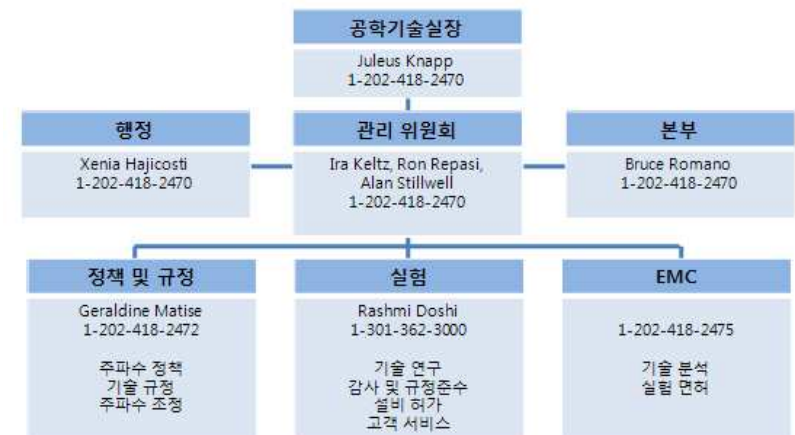 공학기술실장
Juleus Knapp
1-202-418-2470
행정
Xenia Hajicosti
1-202-418-2470
관리 위원회
Ira Keltz, Ron Repasi,
Alan Stillwell
1-202-418-2470
본부
Bruce Romano
1-202-418-2470
정책 및 규정
Geraldine Matise
1-202-418-2472
주파수 정책
기술 규정
주파수 조정
실험
Rashmi Doshi
1-301-362-3000
기술 연구
감사 및 규정준수
설비 허가
고객 서비스
EMC
1-202-418-2475
기술 분석
실험 면허